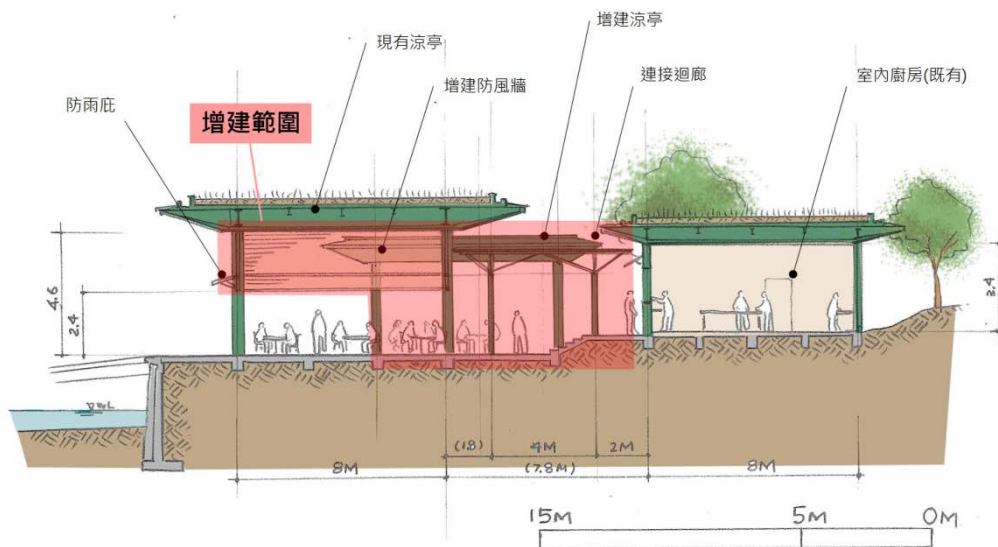 增建涼亭
現有涼亭
連接迴廊
室內廚房(既有)
增建防風牆
防雨庇
增建範圍
4.6
2.4
3.4
WL
(1.8)
4M
2M
8M
(7.8M)
8M
15M
5M
0M